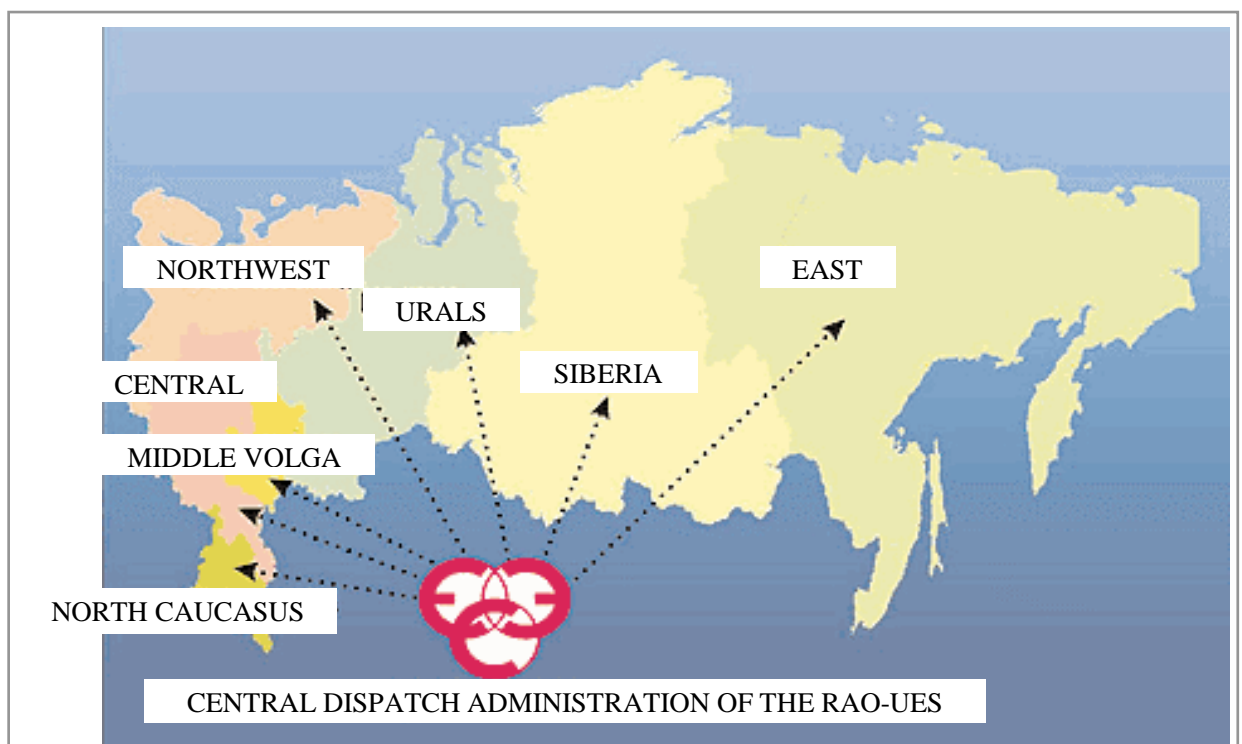 NORTHWEST
EAST
URALS
SIBERIA
CENTRAL
MIDDLE VOLGA
NORTH CAUCASUS
CENTRAL DISPATCH ADMINISTRATION OF THE RAO-UES